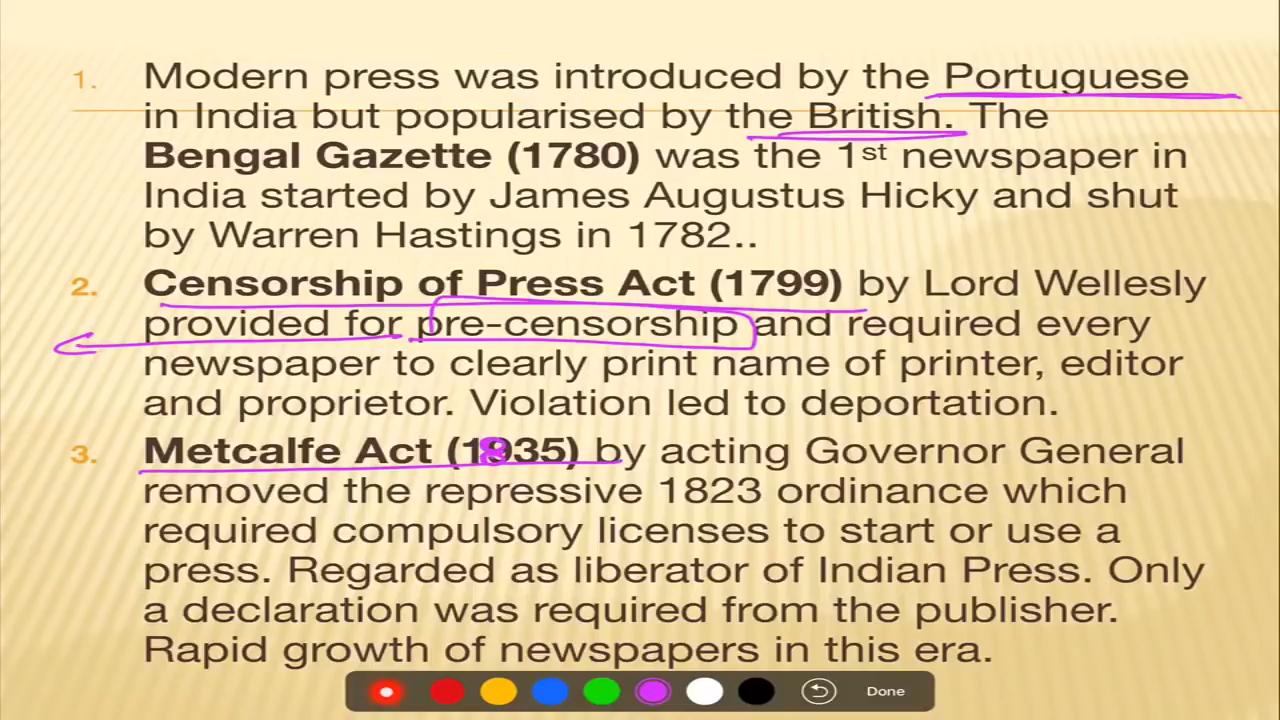 1. Modern press was introduced by the Portuguese
in India but popularised by the British. The
Bengal Gazette (1780) was the 1st newspaper in
India started by James Augustus Hicky and shut
by Warren Hastings in 1782..
2. Censorship of Press Act (1799) by Lord Wellesly
provided for pre-censorship and required every
newspaper to clearly print name of printer, editor
and proprietor. Violation led to deportation.
3. Metcalfe Act (1935) by acting Governor General
8
removed the repressive 1823 ordinance which
required compulsory licenses to start or use a
press. Regarded as liberator of Indian Press. Only
a declaration was required from the publisher.
Rapid growth of newspapers in this era.
Done